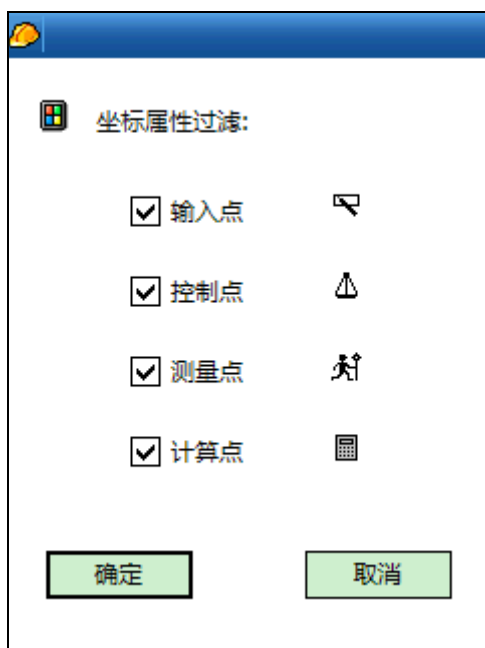 坐标属性过滤:
输入点
控制点
测量点
计算点
确定 取消